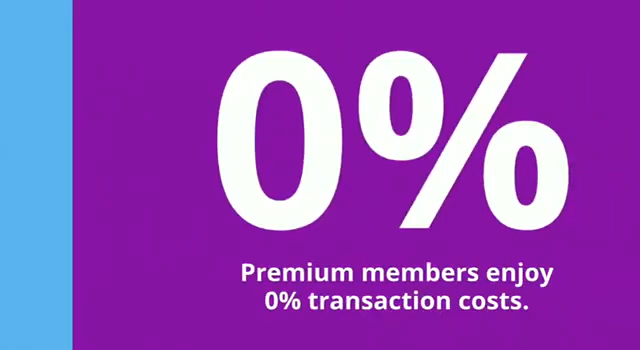 0%
Premium members enjoy
0% transaction costs.